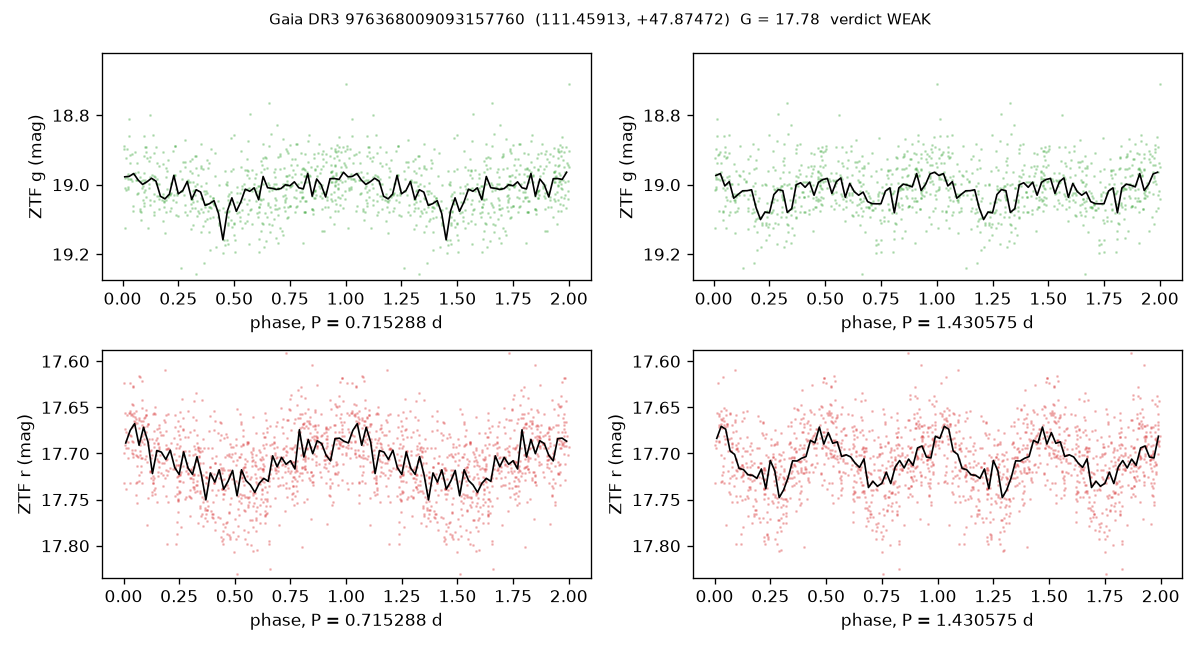 Gaia DR3 976368009093157760  (111.45913, +47.87472)  G = 17.78  verdict WEAK
ZTF g (mag)
18.8
19.0
19.2
0.00 0.25 0.50 0.75 1.00 1.25 1.50 1.75 2.00
phase, P = 0.715288 d
ZTF g (mag)
18.8
19.0
19.2
0.00 0.25 0.50 0.75 1.00 1.25 1.50 1.75 2.00
phase, P = 1.430575 d
ZTF r (mag)
17.60
17.65
17.70
17.75
17.80
0.00 0.25 0.50 0.75 1.00 1.25 1.50 1.75 2.00
phase, P = 0.715288 d
ZTF r (mag)
17.60
17.65
17.70
17.75
17.80
0.00 0.25 0.50 0.75 1.00 1.25 1.50 1.75 2.00
phase, P = 1.430575 d